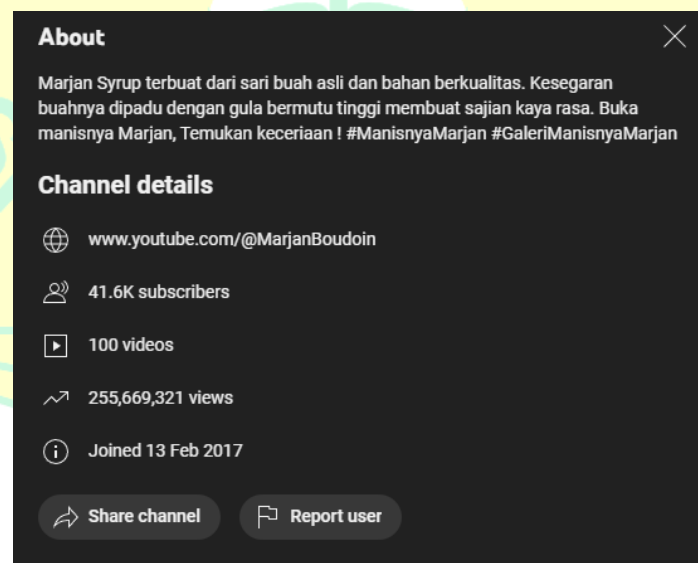 About
Marjan Syrup terbuat dari sari buah asli dan bahan berkualitas. Kesegaran
buahnya dipadu dengan gula bermutu tinggi membuat sajian kaya rasa. Buka
manisnya Marjan, Temukan keceriaan ! #ManisnyaMarjan #GaleriManisnyaMarjan
Channel details
www.youtube.com/@MarjanBoudoin
41.6K subscribers
100 videos
255,669,321 views
Joined 13 Feb 2017
Share channel
Report user